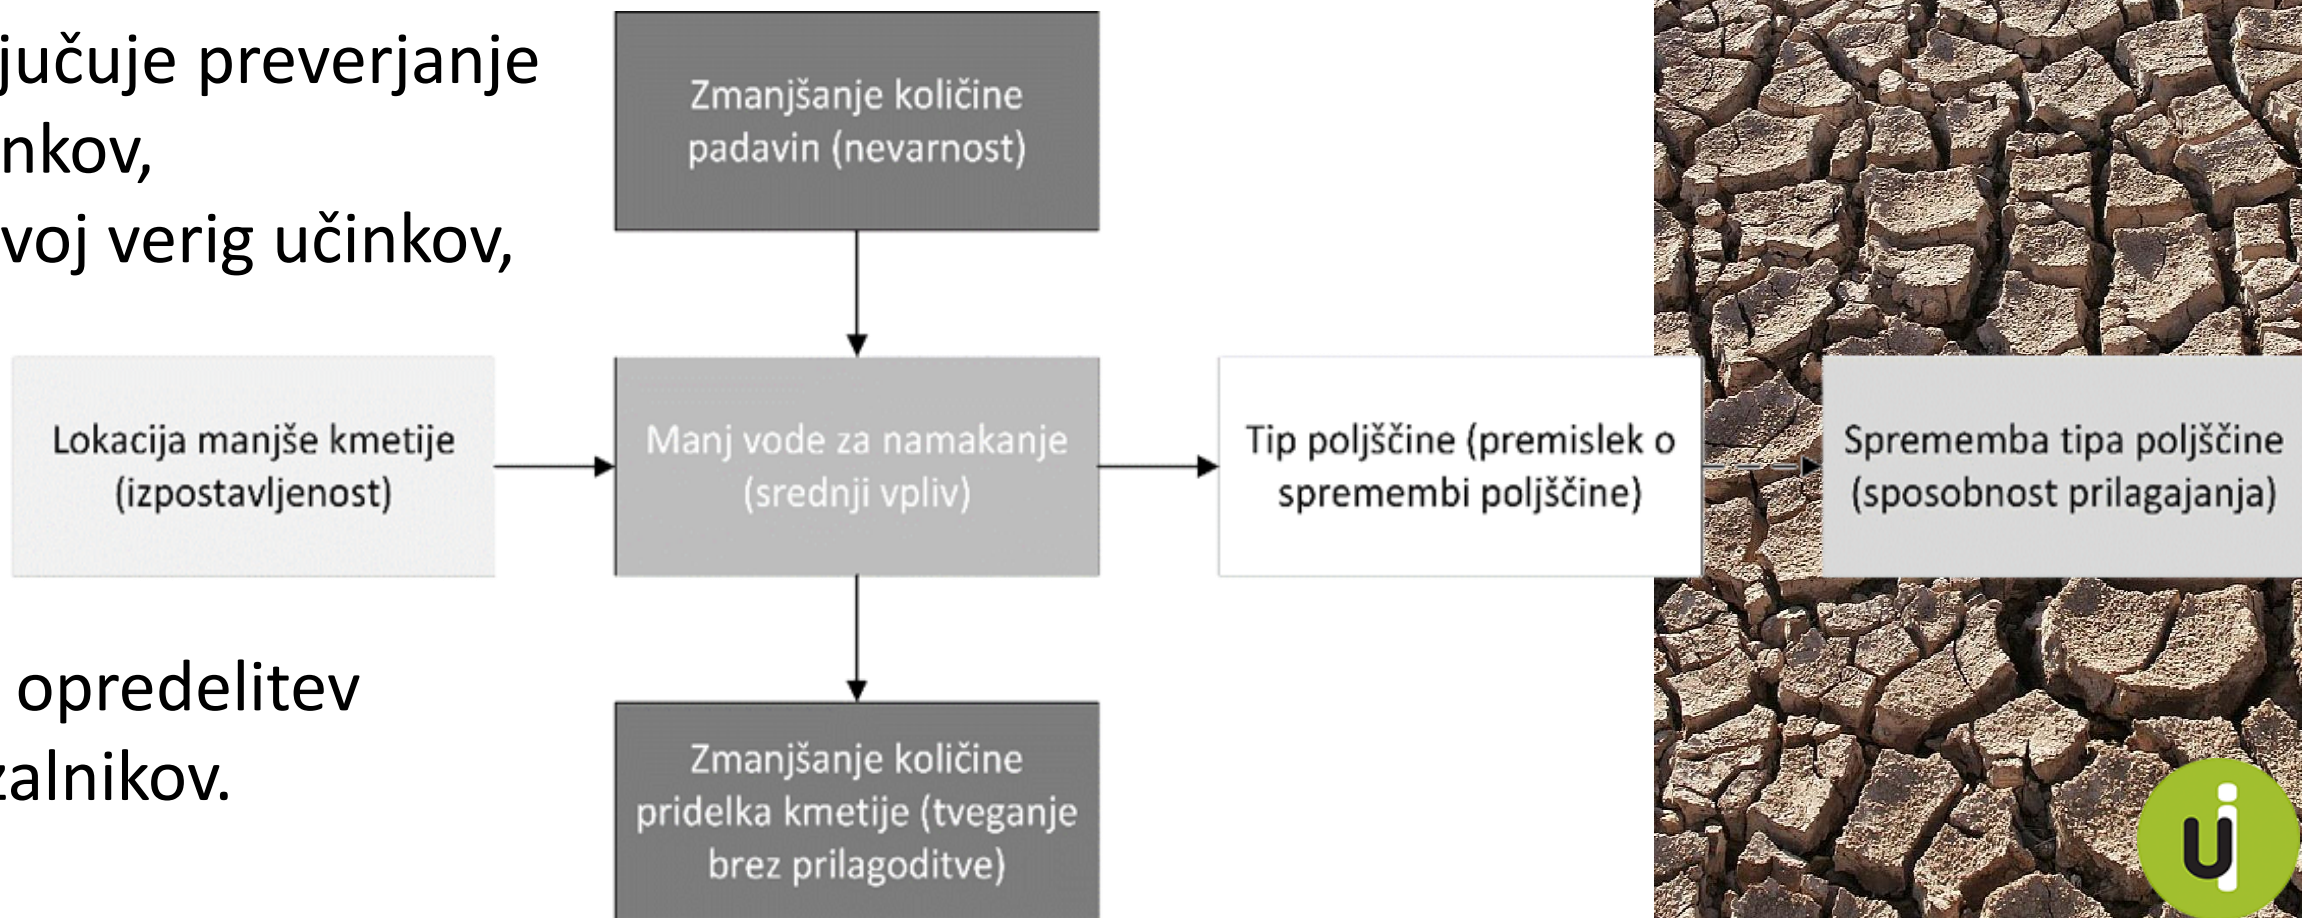 jučuje preverjanje
nkov,
voj verig učinkov,
Zmanjšanje količine
padavin (nevarnost)
Lokacija manjše kmetije
(izpostavljenost)
Manj vode za namakanje
(srednji vpliv)
Tip poljščine (premislek o
spremembi poljščine)
Sprememba tipa poljščine
(sposobnost prilagajanja)
opredelitev
zalnikov.
Zmanjšanje količine
pridelka kmetije (tveganje
brez prilagoditve)
uj